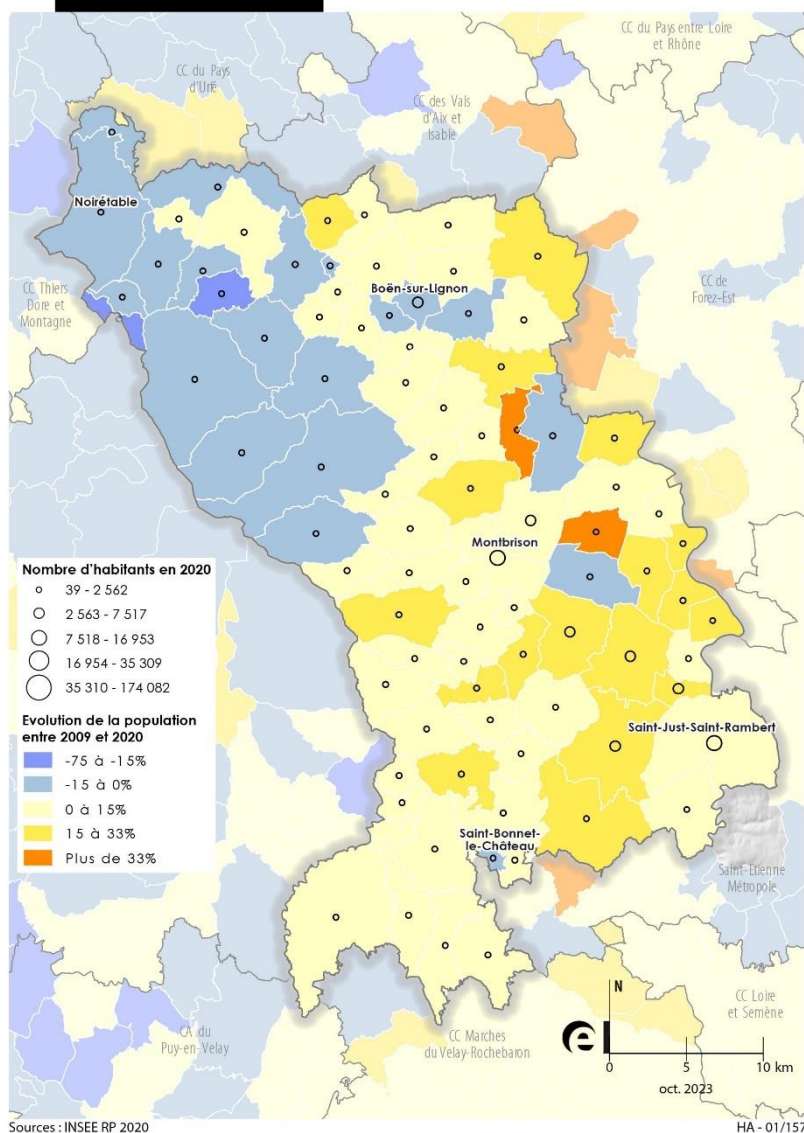 CC du Pays entre Loire
et Rhône
CC du Pays
d'Urfé
CC des Vals
d'Aix et
Isable
Noirétable
CC Thiers
Dore et
Montagne
Boën-sur-Lignon
CC de
Forez-Est
Montbrison
Nombre d'habitants en 2020
39 - 2 562
2 563 - 7 517
7 518 - 16 953
16 954 - 35 309
35 310 - 174 082
Evolution de la population
entre 2009 et 2020
-75 à -15%
-15 à 0%
0 à 15%
15 à 33%
Plus de 33%
Saint-Just-Saint-Rambert
Saint-Bonnet-
le-Château
Saint-Etienne
Métropole
CA du
Puy-en-Velay
CC Marches
du Velay-Rochebaron
CC Loire
et Semène
N
e
0 5 10 km
oct. 2023
Sources : INSEE RP 2020
HA - 01/157